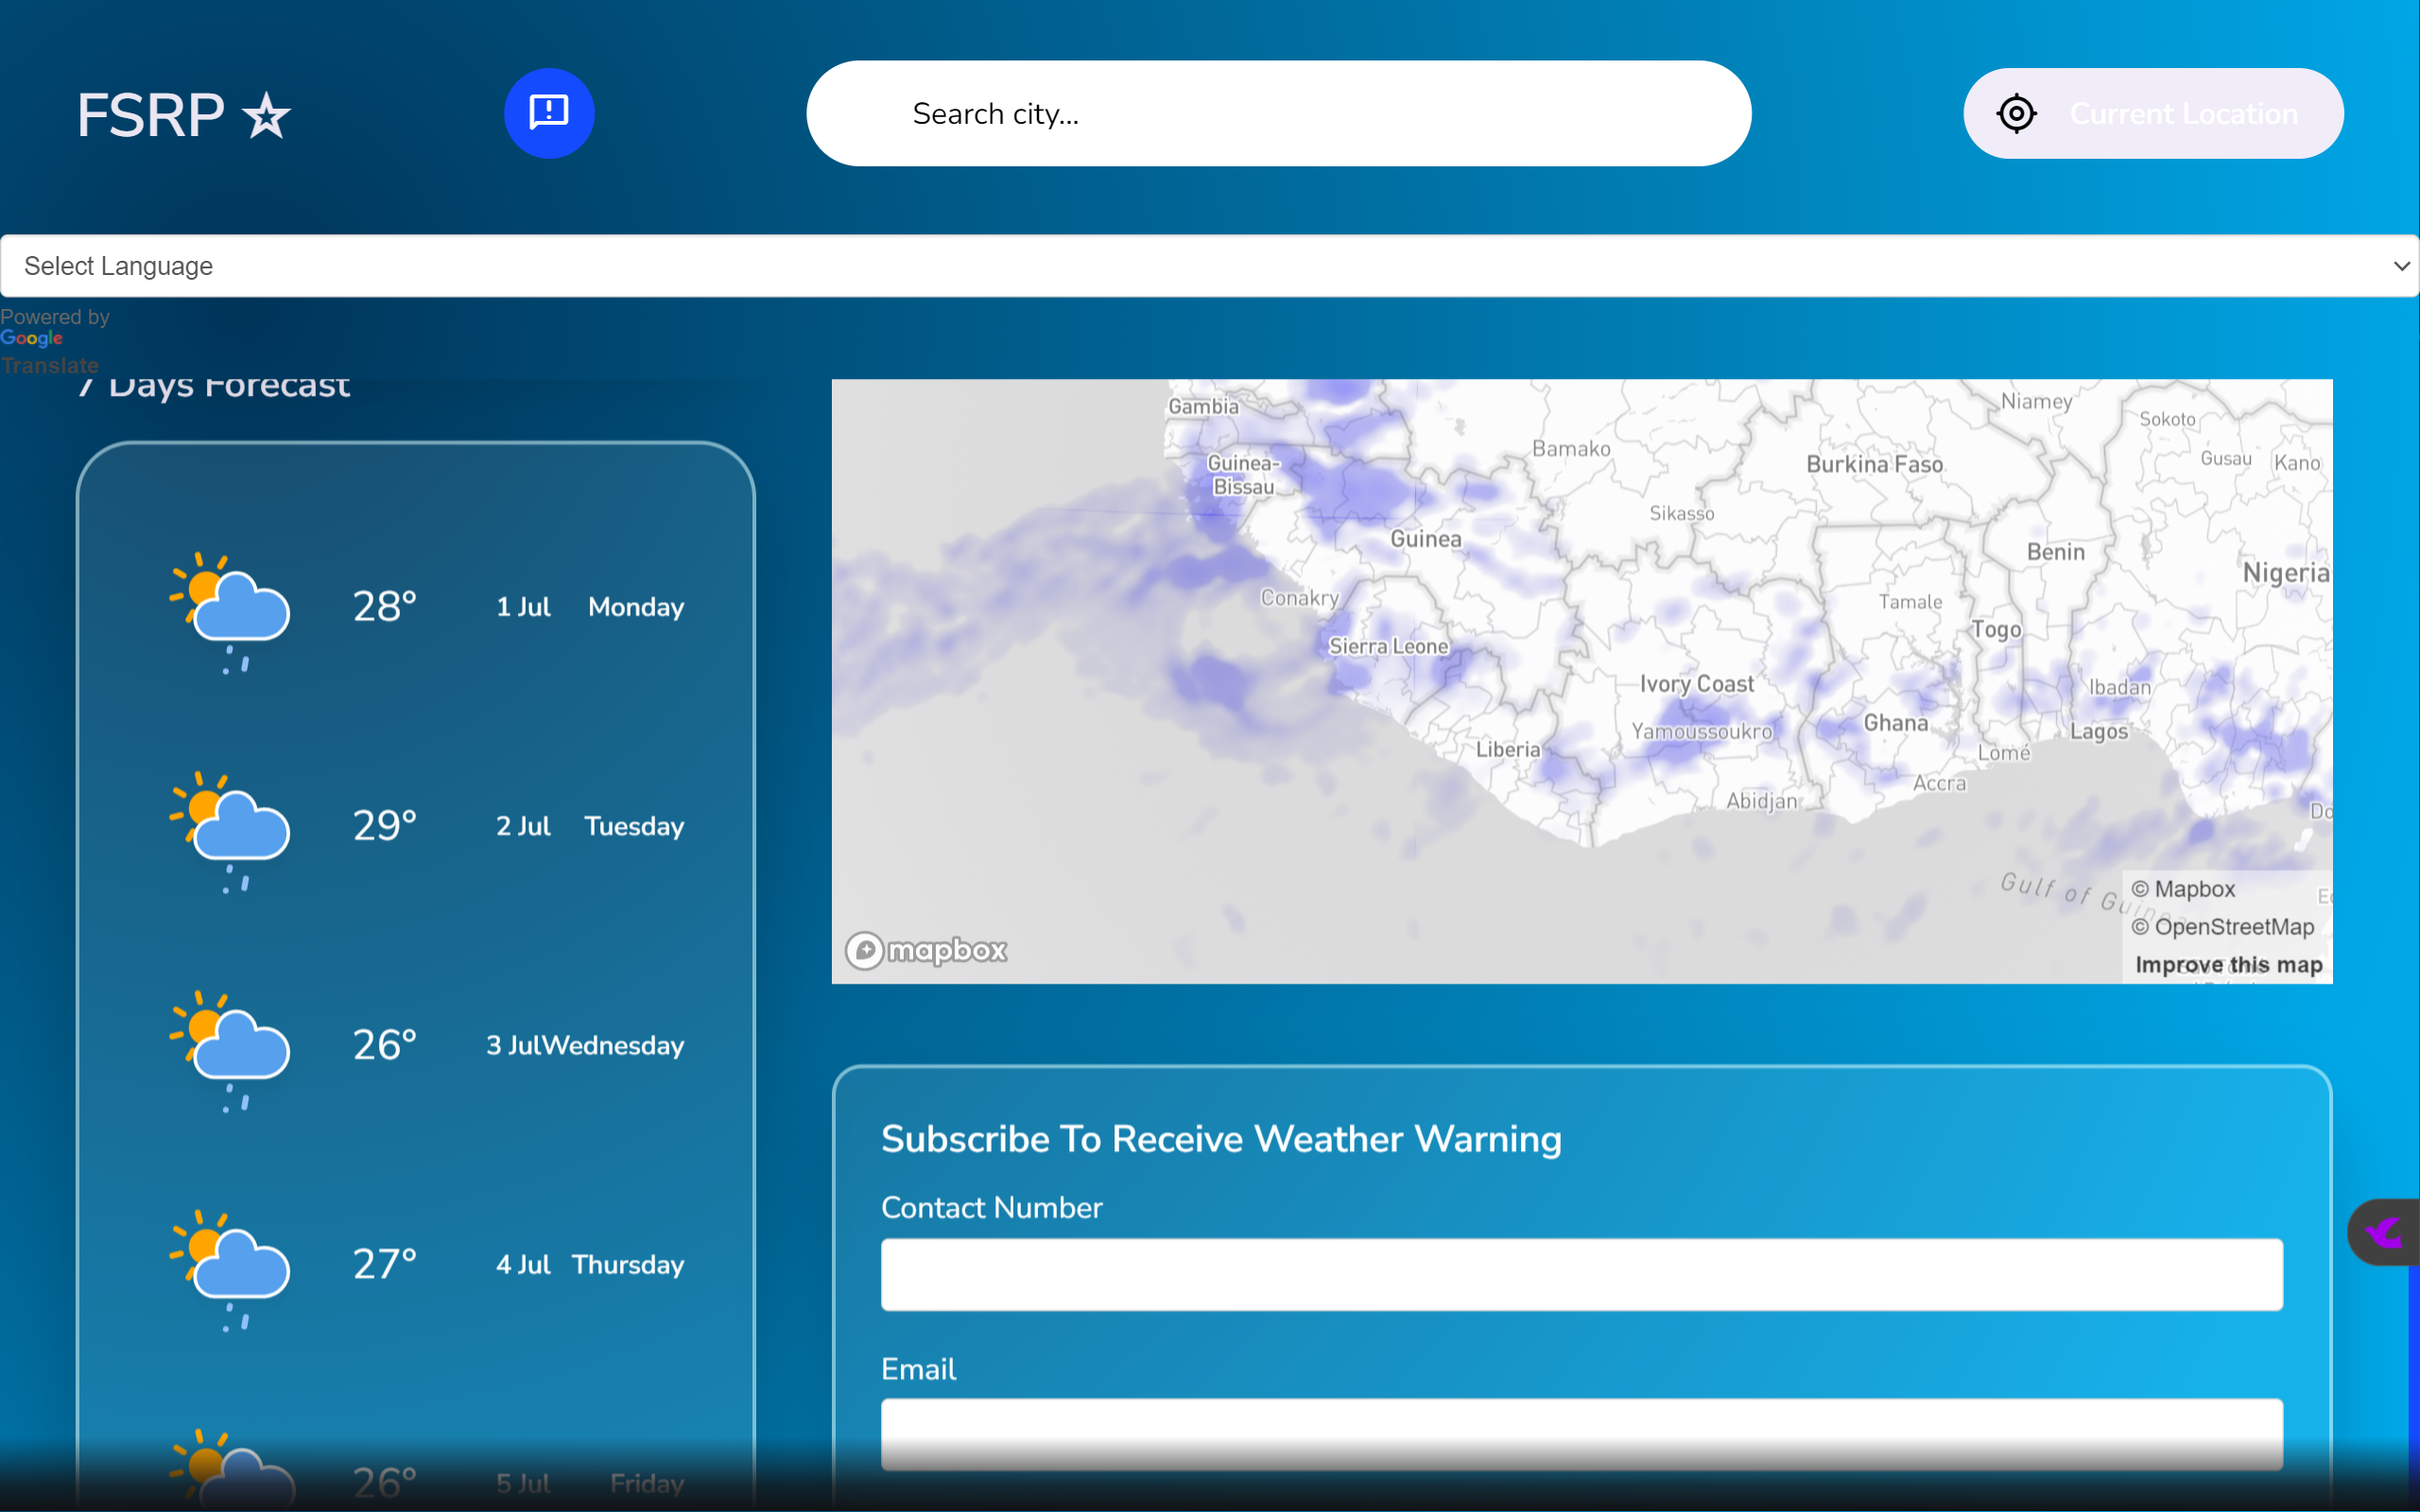 FSRP
Search city...
Current Location
Select Language
Powered by
Google
Translate
7 Days Forecast
28° 1 Jul Monday
29° 2 Jul Tuesday
26° 3 Jul Wednesday
27° 4 Jul Thursday
26° 5 Jul Friday
Gambia
Niamey
Sokoto
Bamako
Burkina Faso
Gusau
Kano
Guinea-
Bissau
Sikasso
Guinea
Benin
Nigeria
Conakry
Tamale
Togo
Sierra Leone
Ivory Coast
Ibadan
Yamoussoukro
Ghana
Lagos
Liberia
Lomé
Accra
Abidjan
Do
Gulf of Guinea
© Mapbox
© OpenStreetMap
Improve this map
mapbox
Subscribe To Receive Weather Warning
Contact Number
Email